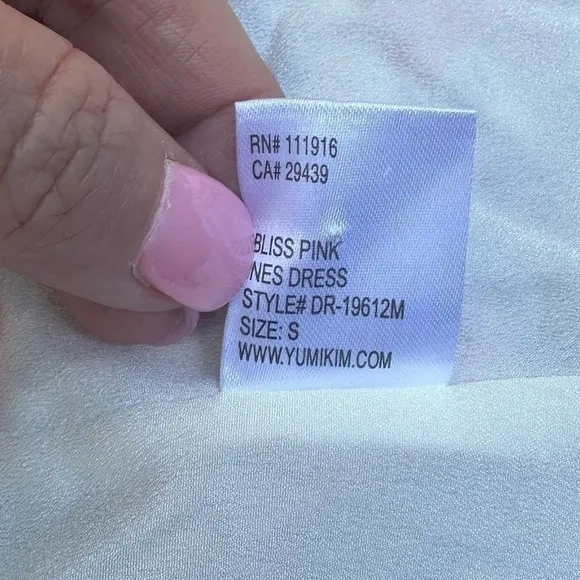 RN# 111916
CA# 29439
BLISS PINK
NES DRESS
STYLE# DR-19612M
SIZE: S
WWW.YUMIKIM.COM